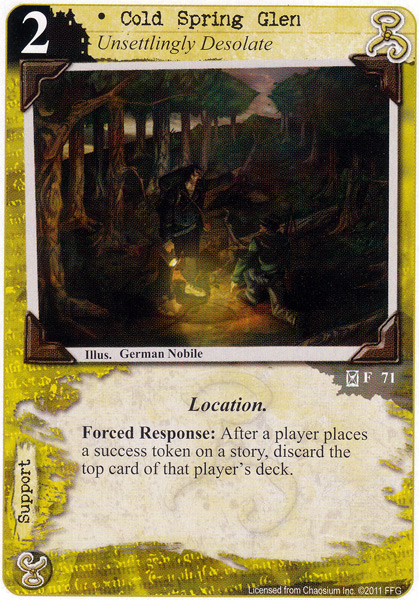 2
• Cold Spring Glen
Unsettlingly Desolate
Illus. German Nobile
F 71
Location.
Forced Response: After a player places
a success token on a story, discard the
top card of that player's deck.
Support
Licensed from Chaosium Inc. ©2011 FFG